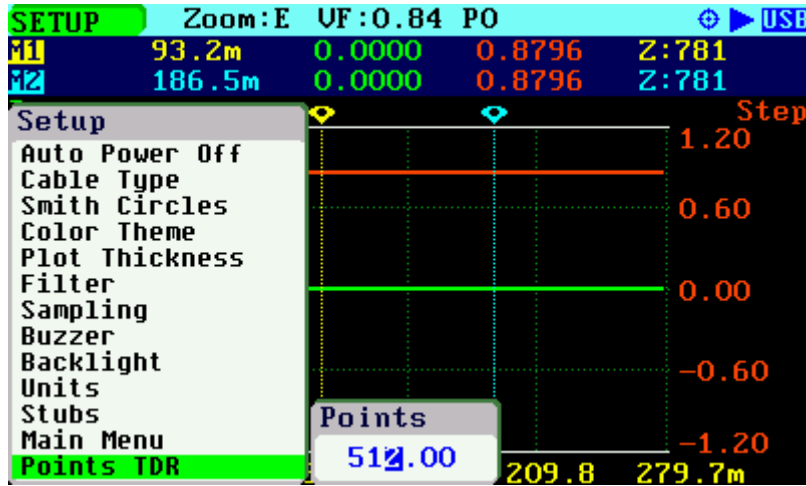 SETUP Zoom:E VF:0.84 PO USB
M1 93.2m 0.0000 0.8796 Z:781
M2 186.5m 0.0000 0.8796 Z:781
Setup
Auto Power Off
Cable Type
Smith Circles
Color Theme
Plot Thickness
Filter
Sampling
Buzzer
Backlight
Units
Stubs
Main Menu
Points TDR
Points
512.00
Step
1.20
0.60
0.00
-0.60
-1.20
209.8 279.7m